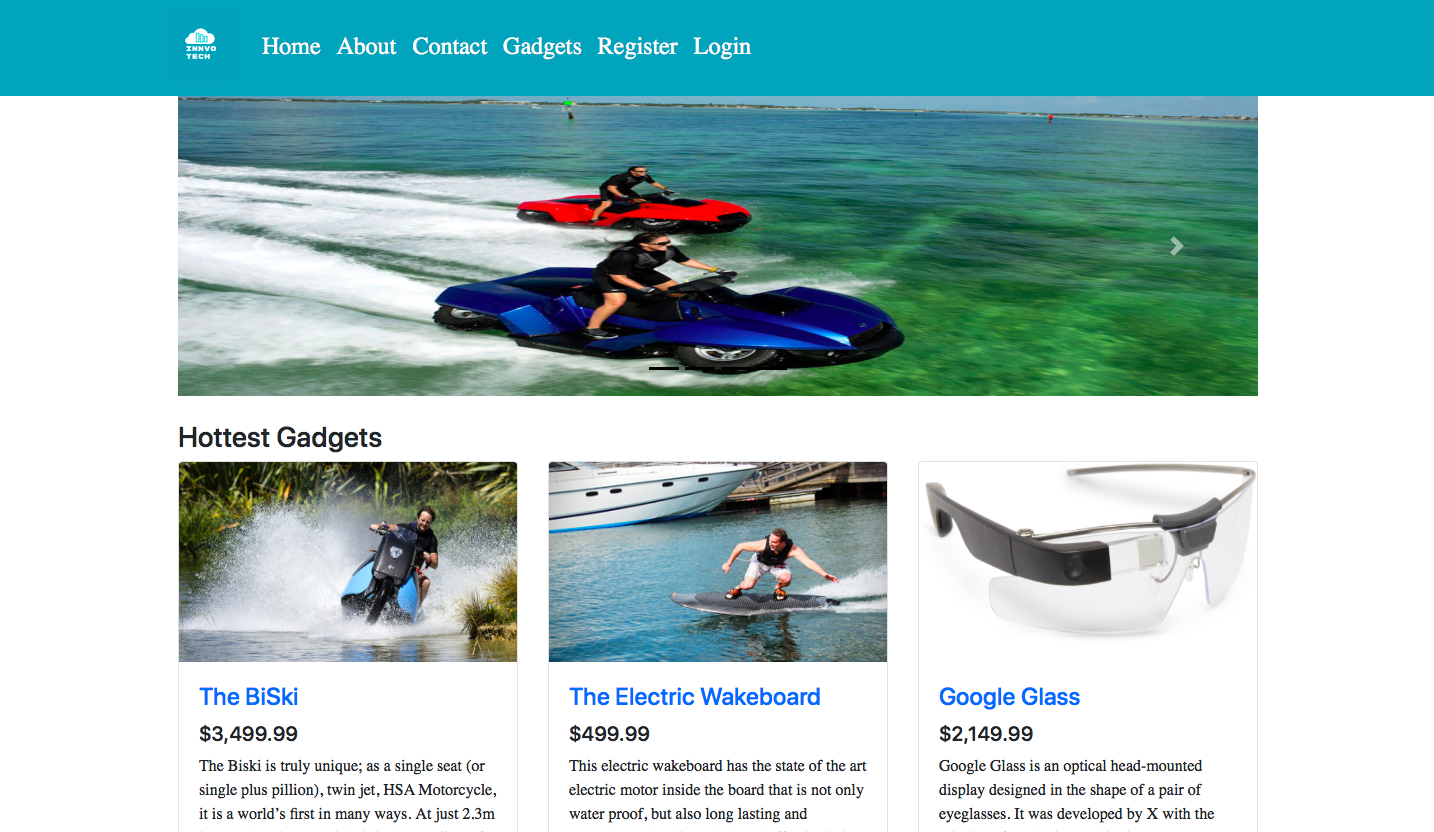 INNVO
TECH
Home About Contact Gadgets Register Login
Hottest Gadgets
The BiSki
$3,499.99
The Biski is truly unique; as a single seat (or
single plus pillion), twin jet, HSA Motorcycle,
it is a world’s first in many ways. At just 2.3m
The Electric Wakeboard
$499.99
This electric wakeboard has the state of the art
electric motor inside the board that is not only
water proof, but also long lasting and
Google Glass
$2,149.99
Google Glass is an optical head-mounted
display designed in the shape of a pair of
eyeglasses. It was developed by X with the